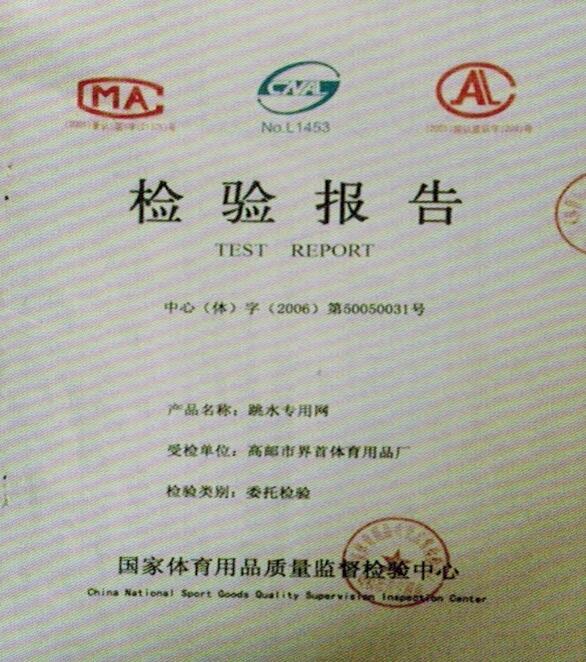 MA
CNAL
AL
No.L1453
检验报告
TEST REPORT
中心（体）字（2006）第50050031号
产品名称：跳水专用网
受检单位：高邮市界首体育用品厂
检验类别：委托检验
国家体育用品质量监督检验中心
China National Sport Goods Quality Supervision Inspection Center